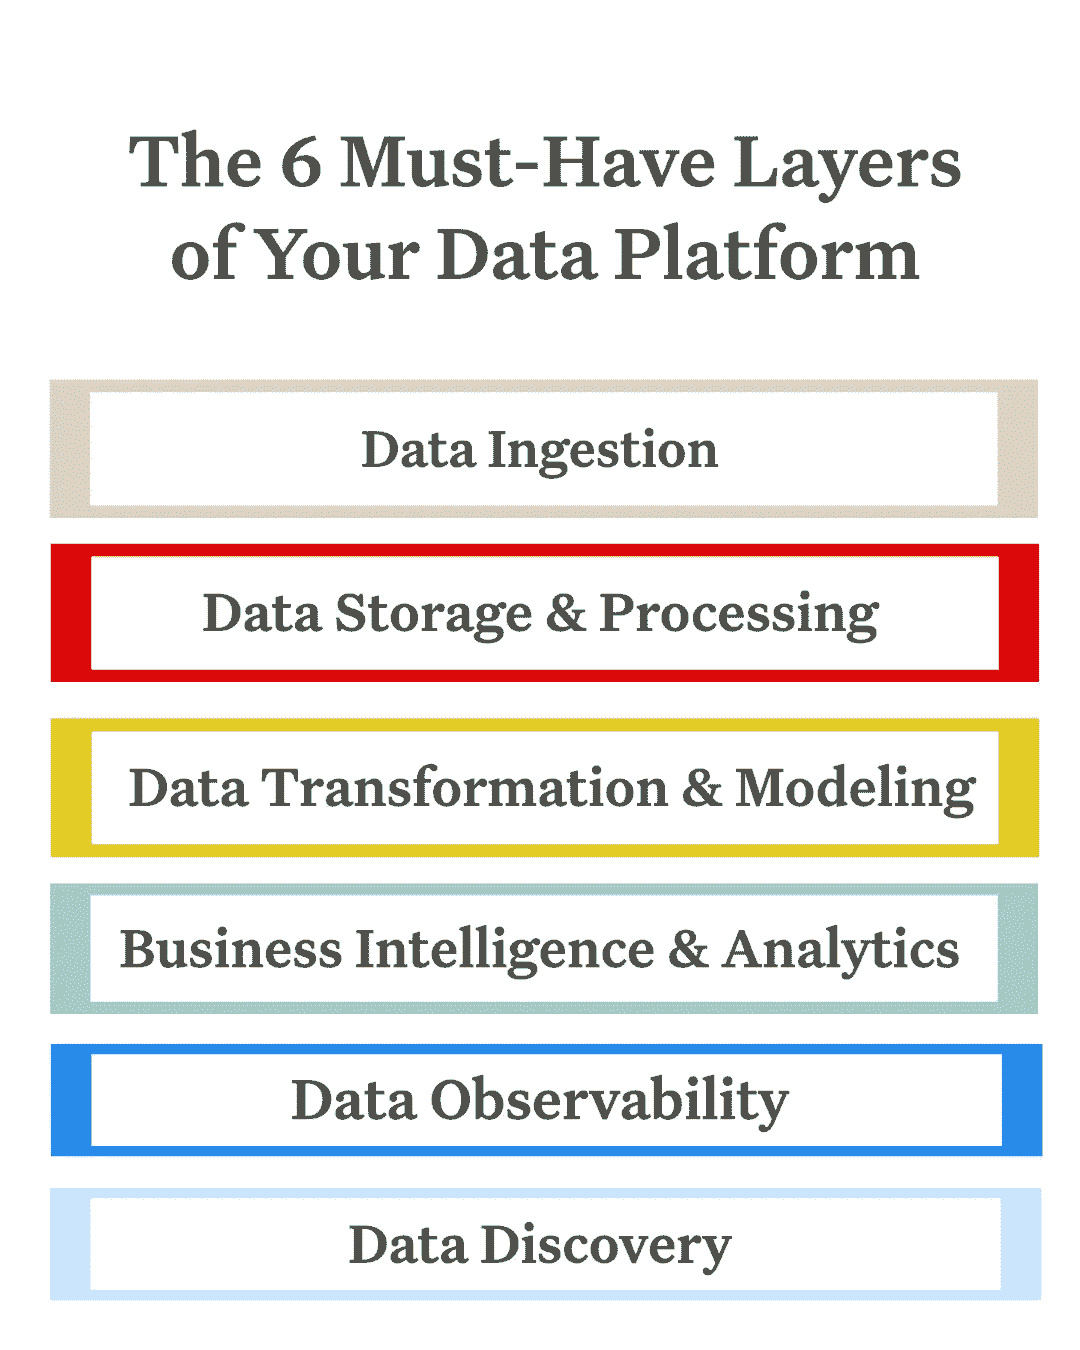 The 6 Must-Have Layers
of Your Data Platform
Data Ingestion
Data Storage & Processing
Data Transformation & Modeling
Business Intelligence & Analytics
Data Observability
Data Discovery